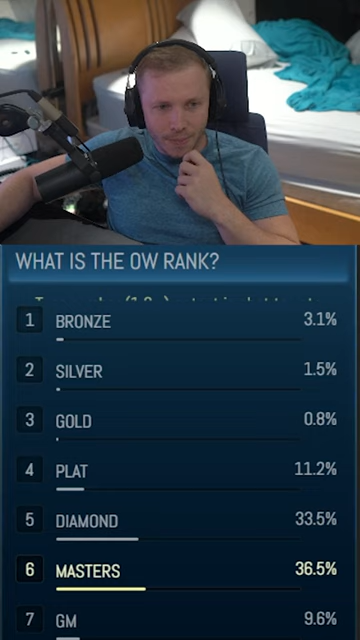 WHAT IS THE OW RANK?
1 BRONZE 3.1%
2 SILVER 1.5%
3 GOLD 0.8%
4 PLAT 11.2%
5 DIAMOND 33.5%
6 MASTERS 36.5%
7 GM 9.6%